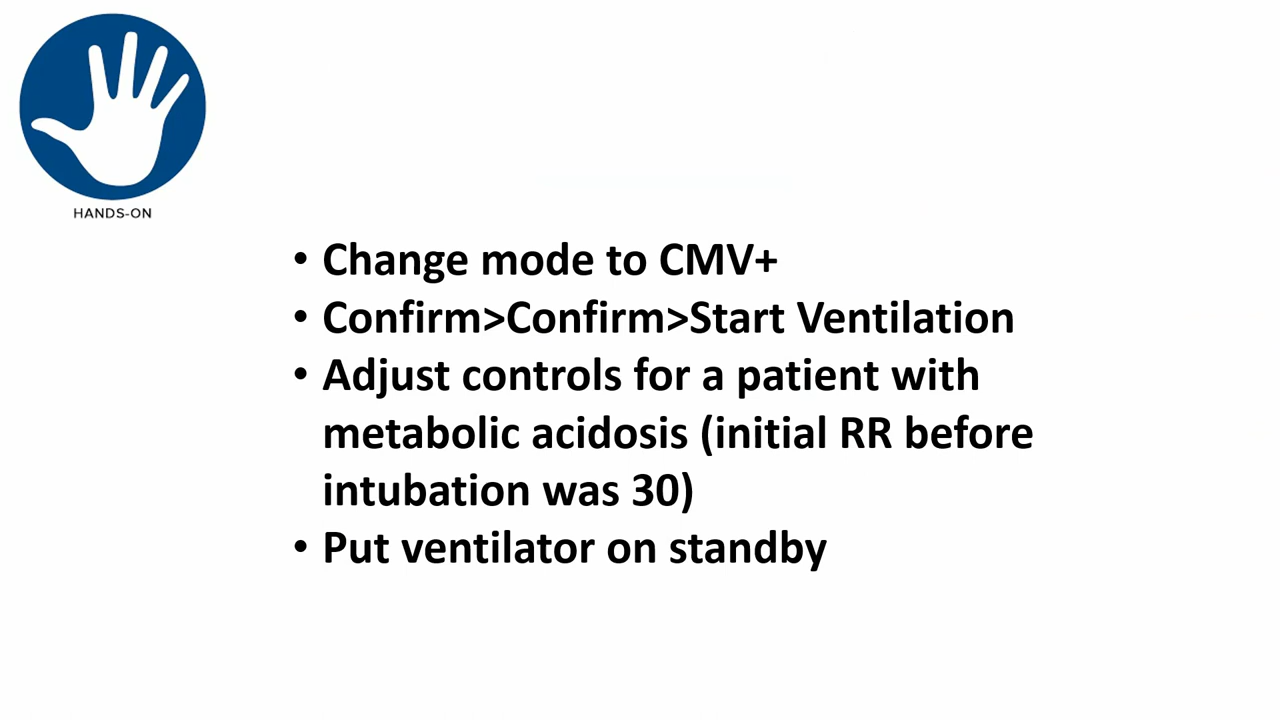 HANDS-ON
• Change mode to CMV+
• Confirm>Confirm>Start Ventilation
• Adjust controls for a patient with
metabolic acidosis (initial RR before
intubation was 30)
• Put ventilator on standby